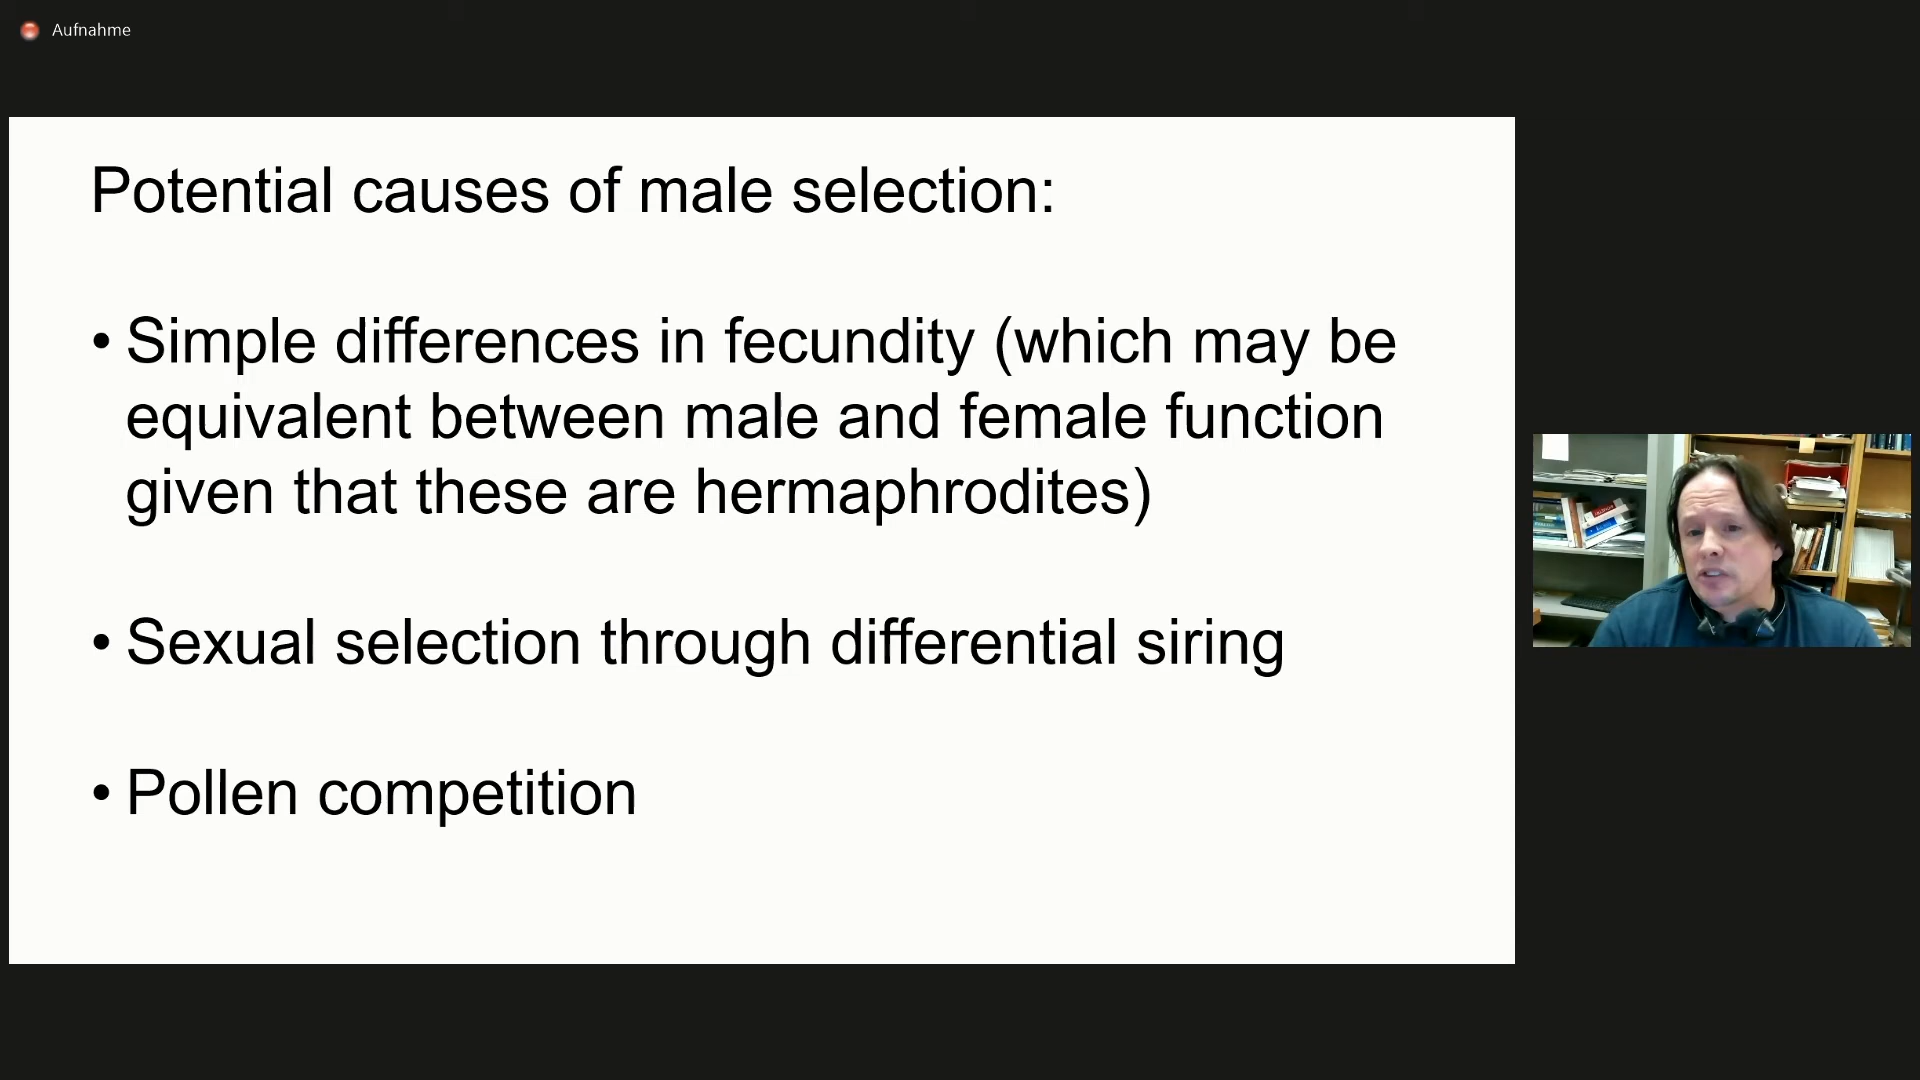 Aufnahme
Potential causes of male selection:
• Simple differences in fecundity (which may be
equivalent between male and female function
given that these are hermaphrodites)
• Sexual selection through differential siring
• Pollen competition